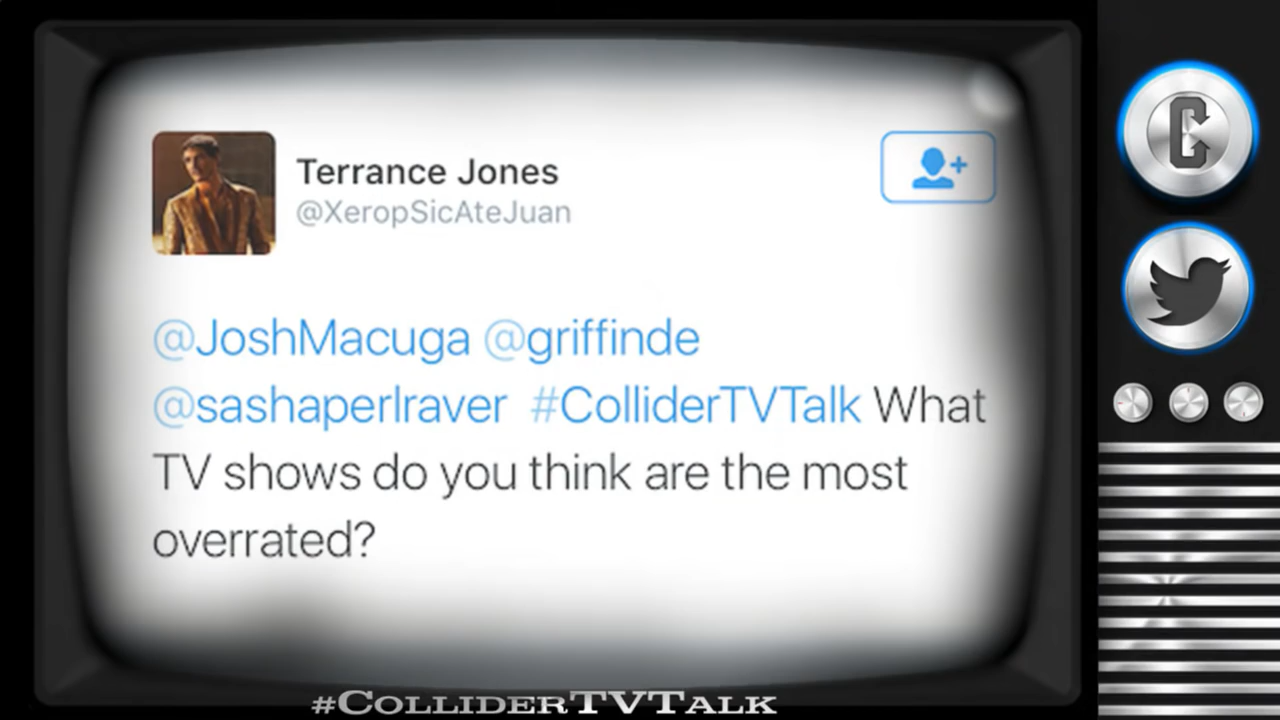 Terrance Jones
@XeropSicAteJuan
@JoshMacuga @griffinde
@sashaperlraver #ColliderTVTalk What
TV shows do you think are the most
overrated?
#ColliderTVTalk